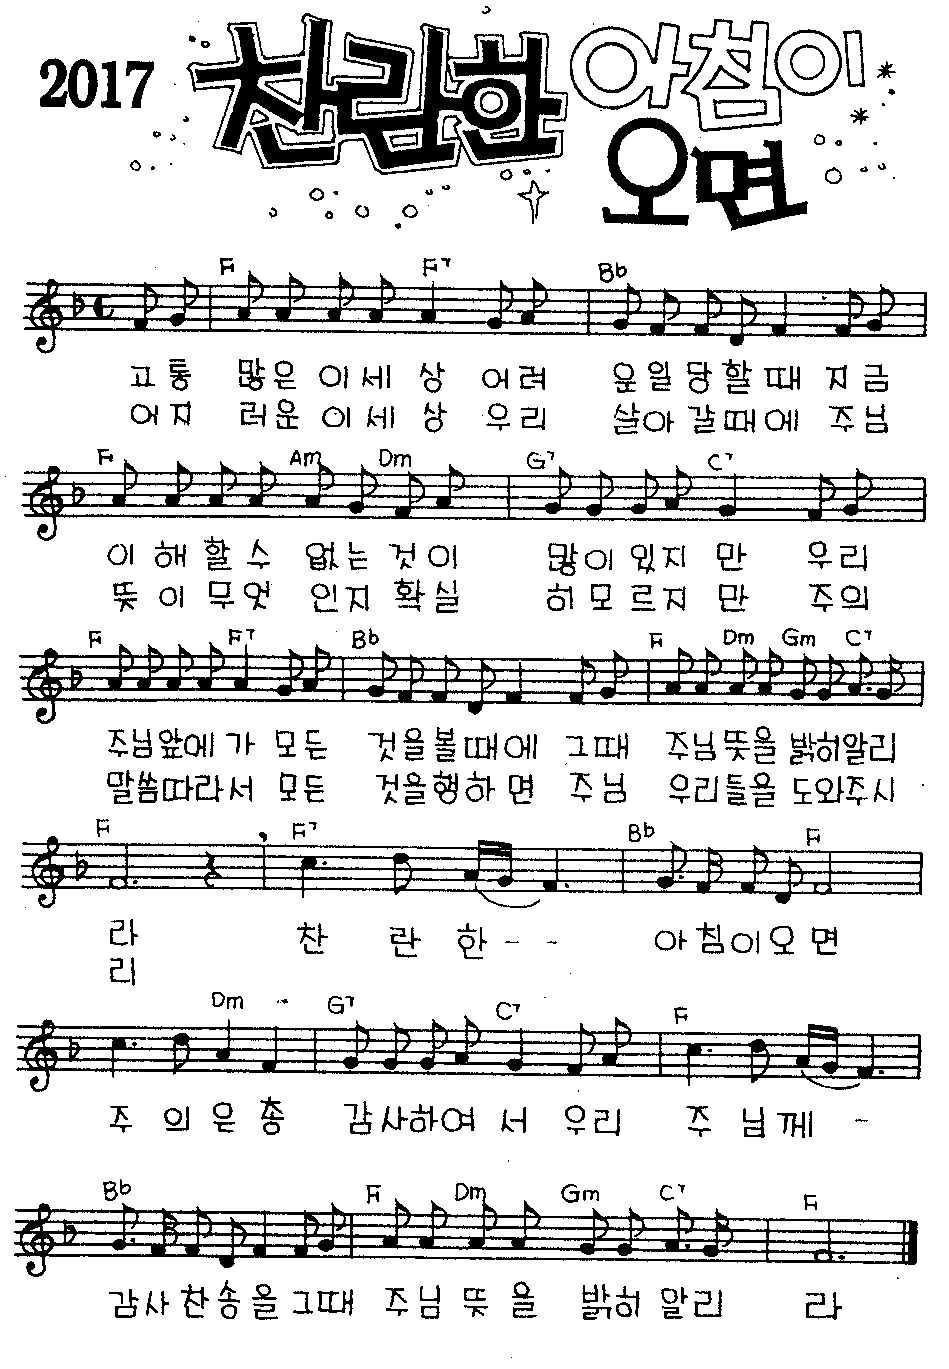 2017 찬란한 아침이
오면
F F7 Bb
고통 많은 이세상 어려 운일당할때 지금
어지 러운이세상 우리 살아갈때에 주님
F Am Dm G7 C7
이 해할수 없는것이 많이있지만 우리
뜻이무엇 인지확실 히모르지만 주의
F F7 Bb F Dm Gm C7
주님앞에가 모든 것을볼때에 그때 주님뜻을 밝히알리
말씀따라서 모든 것을행하면 주님 우리들을 도와주시
F F7 Bb F
라 찬 란 한 - - 아침이오면
리
Dm G7 C7 F
주 의 은총 감사하여서 우리 주 님께 -
Bb F Dm Gm C7 F
감사찬송을그때 주님뜻을 밝히알리 라